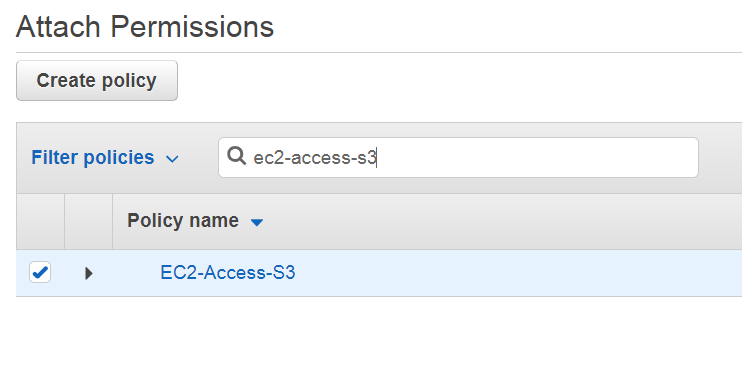 Attach Permissions
Create policy
Filter policies
ec2-access-s3
Policy name
EC2-Access-S3